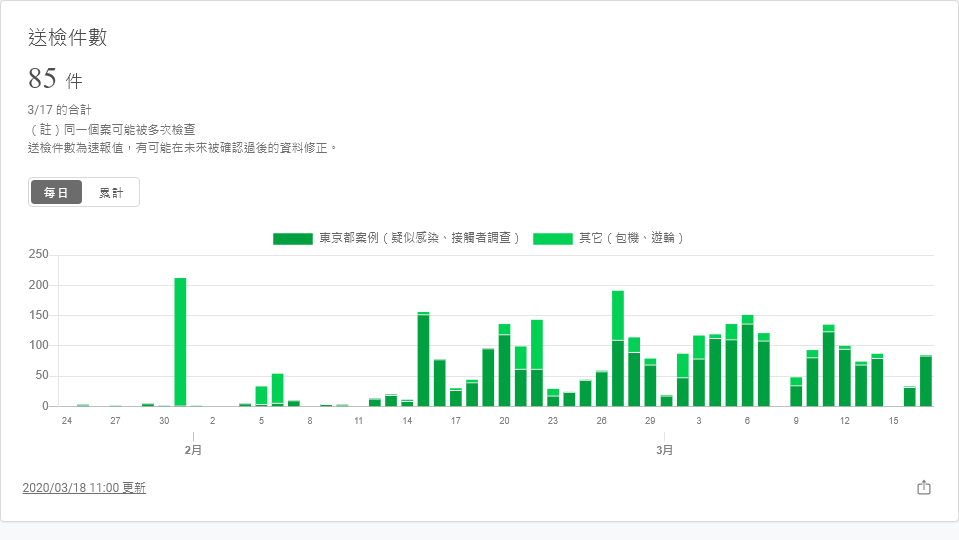 送檢件數
85 件
3/17 的合計
（註）同一個案可能被多次檢查
送檢件數為速報值，有可能在未來被確認過後的資料修正。
每日 累計
東京都案例（疑似感染、接觸者調查） 其它（包機、遊輪）
250
200
150
100
50
0
24 27 30 2 5 8 11 14 17 20 23 26 29 3 6 9 12 15
2月 3月
2020/03/18 11:00 更新